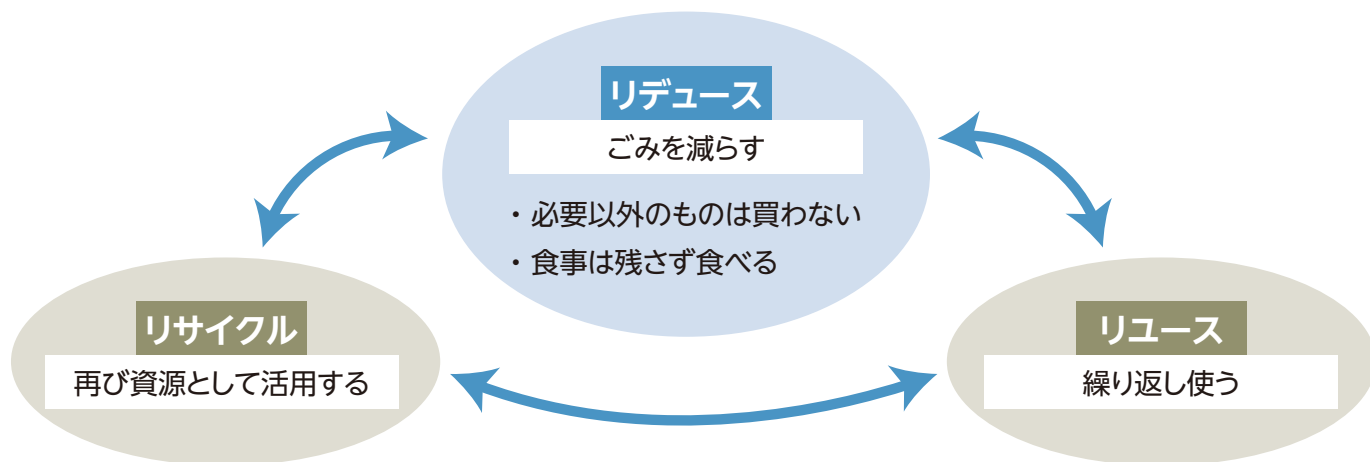 リデュース
ごみを減らす
・必要以外のものは買わない
・食事は残さず食べる
リサイクル
再び資源として活用する
リユース
繰り返し使う